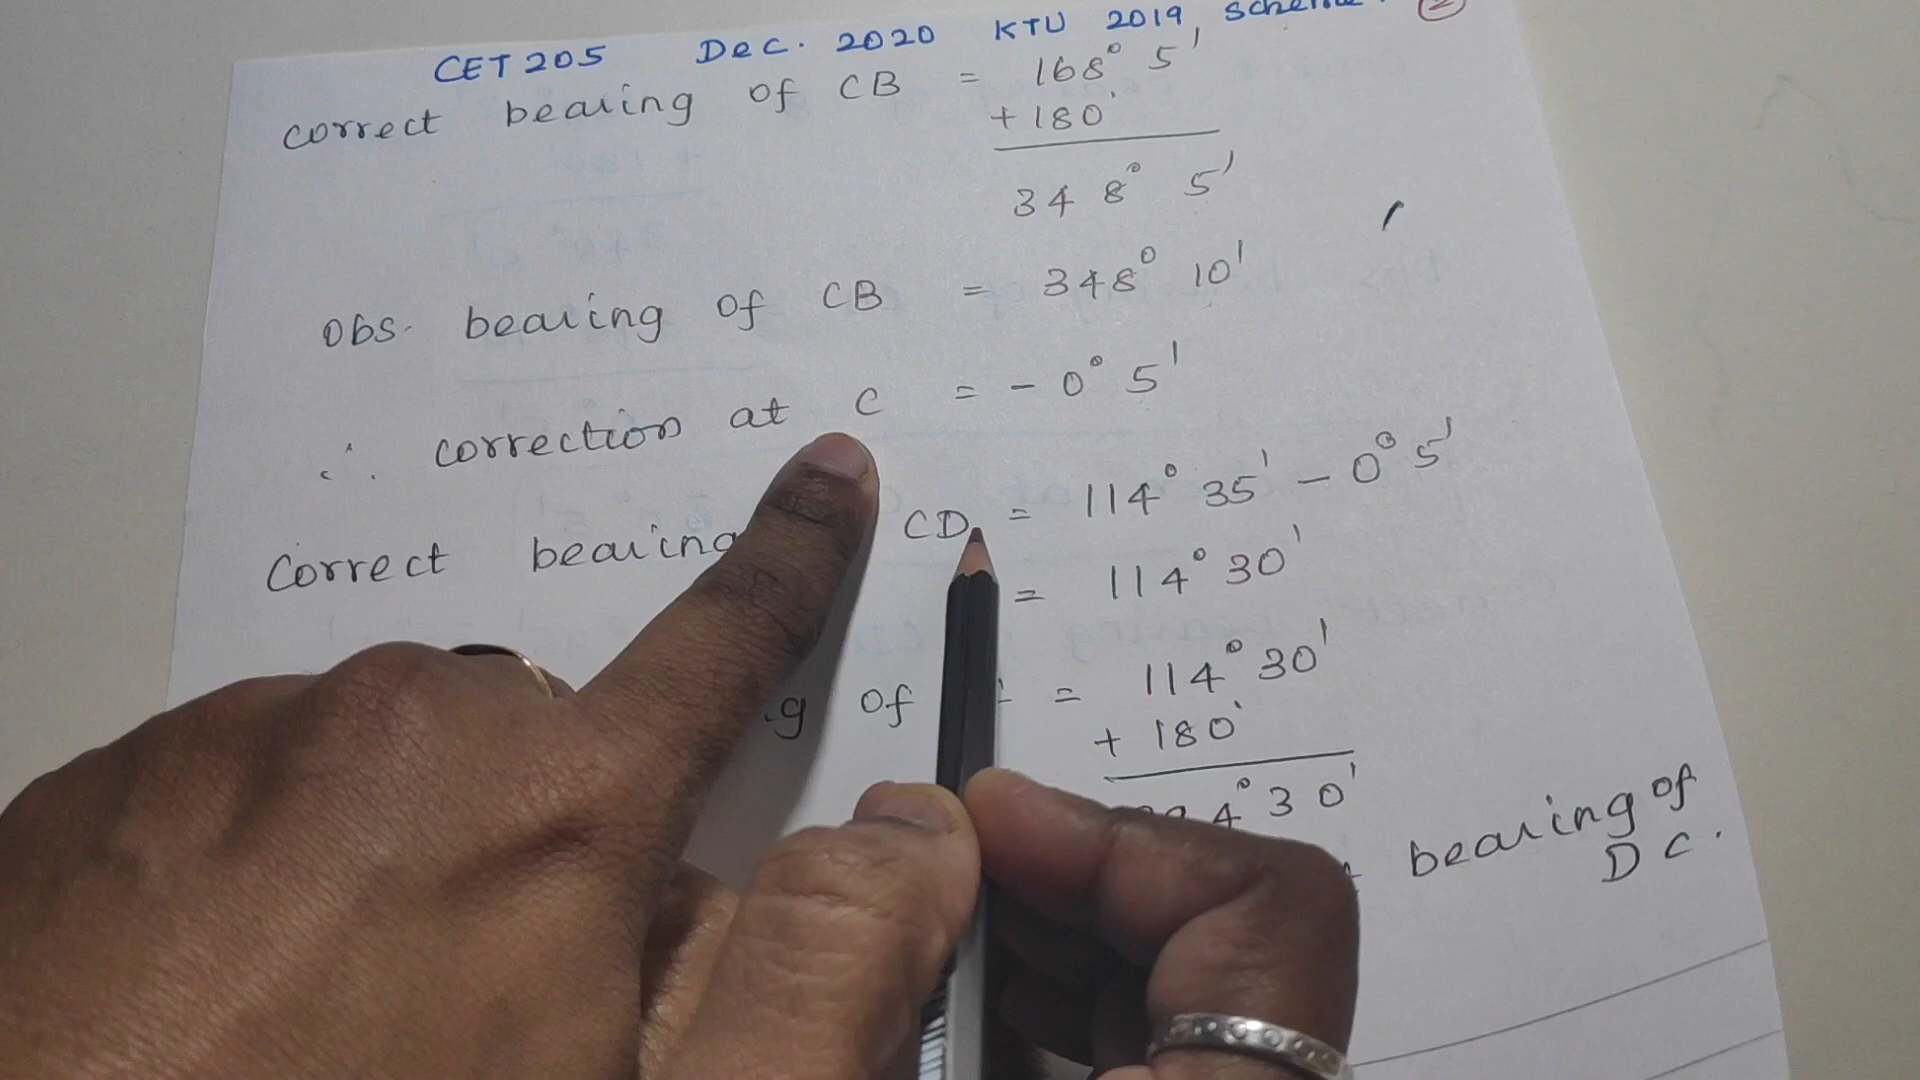 CET 205 Dec. 2020 KTU 2019 scheme.
correct bearing of CB = 168° 5'
+ 180°
348° 5'
Obs. bearing of CB = 348° 10'
∴ correction at C = - 0° 5'
Correct bearing CD = 114° 35' - 0° 5'
= 114° 30'
of = 114° 30'
+ 180°
4° 30'
bearing of
DC.